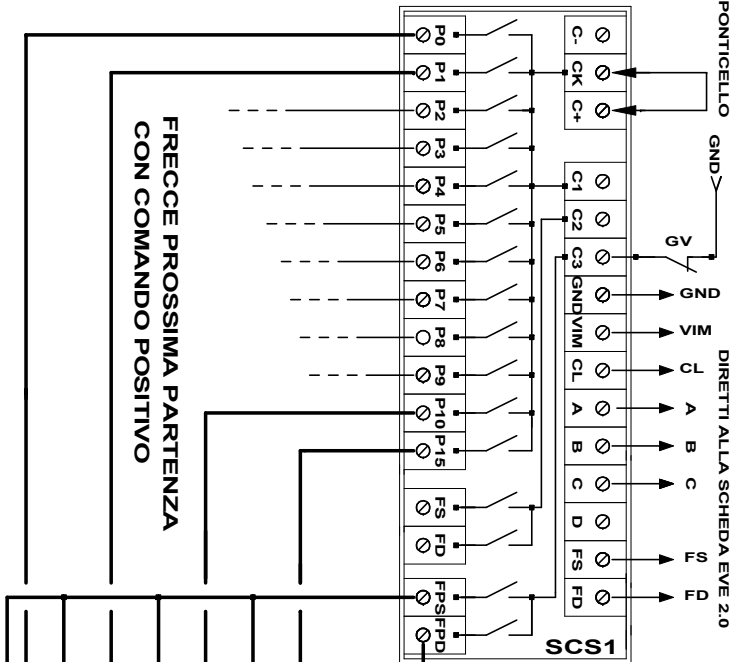 PONTICELLO
GND
GV
FRECCE PROSSIMA PARTENZA
CON COMANDO POSITIVO
DIRETTI ALLA SCHEDA EVE 2.0
P0
P1
P2
P3
P4
P5
P6
P7
P8
P9
P10
P15
FS
FD
FPS
FPD
C-
CK
C+
C1
C2
C3
GND
VIM
CL
A
B
C
D
FS
FD
GND
VIM
CL
A
B
C
FS
FD
SCS1